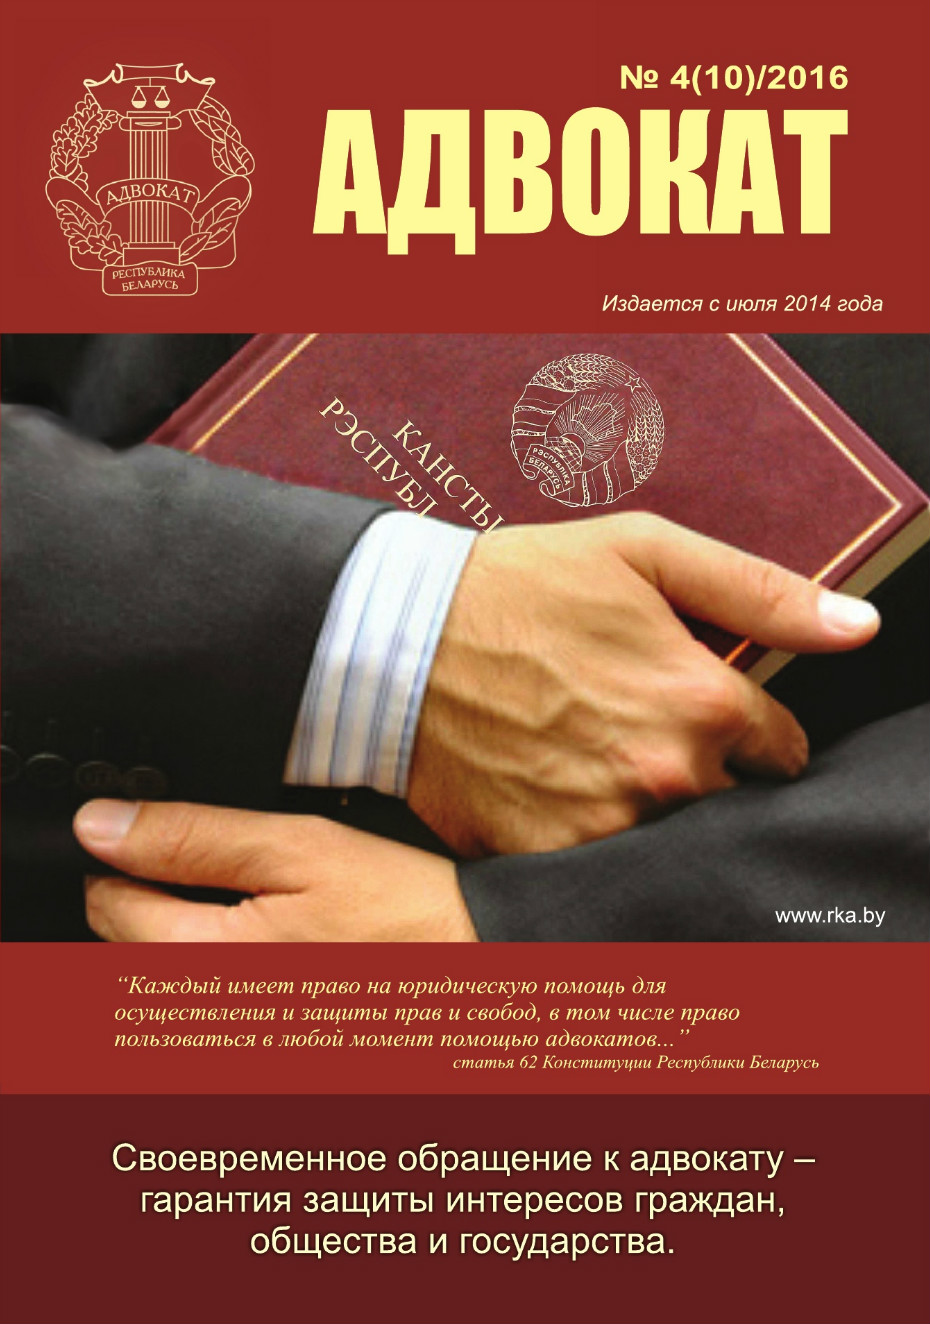 № 4(10)/2016
АДВОКАТ
АДВОКАТ
РЕСПУБЛИКА
БЕЛАРУСЬ
Издается с июля 2014 года
КАНСТЫ
РЭСПУБЛ
РЭСПУБЛІКА
БЕЛАРУСЬ
www.rka.by
“Каждый имеет право на юридическую помощь для
осуществления и защиты прав и свобод, в том числе право
пользоваться в любой момент помощью адвокатов...”
статья 62 Конституции Республики Беларусь
Своевременное обращение к адвокату –
гарантия защиты интересов граждан,
общества и государства.